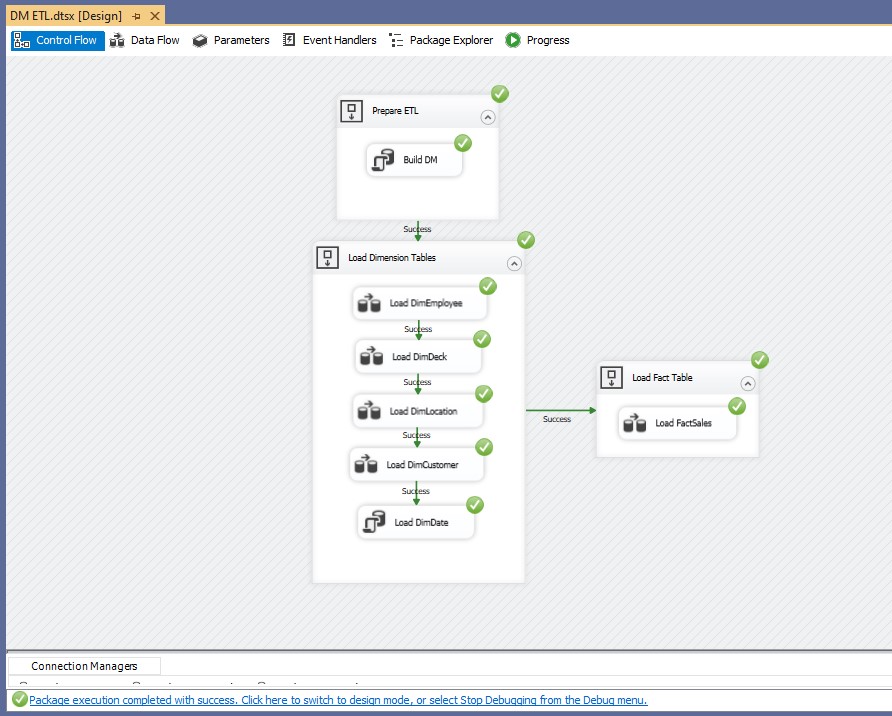 DM ETL.dtsx [Design]
Control Flow Data Flow Parameters Event Handlers Package Explorer Progress
Prepare ETL
Build DM
Success
Load Dimension Tables
Load DimEmployee
Success
Load DimDeck
Success
Load DimLocation
Success
Load DimCustomer
Success
Load DimDate
Success
Load Fact Table
Load FactSales
Connection Managers
Package execution completed with success. Click here to switch to design mode, or select Stop Debugging from the Debug menu.